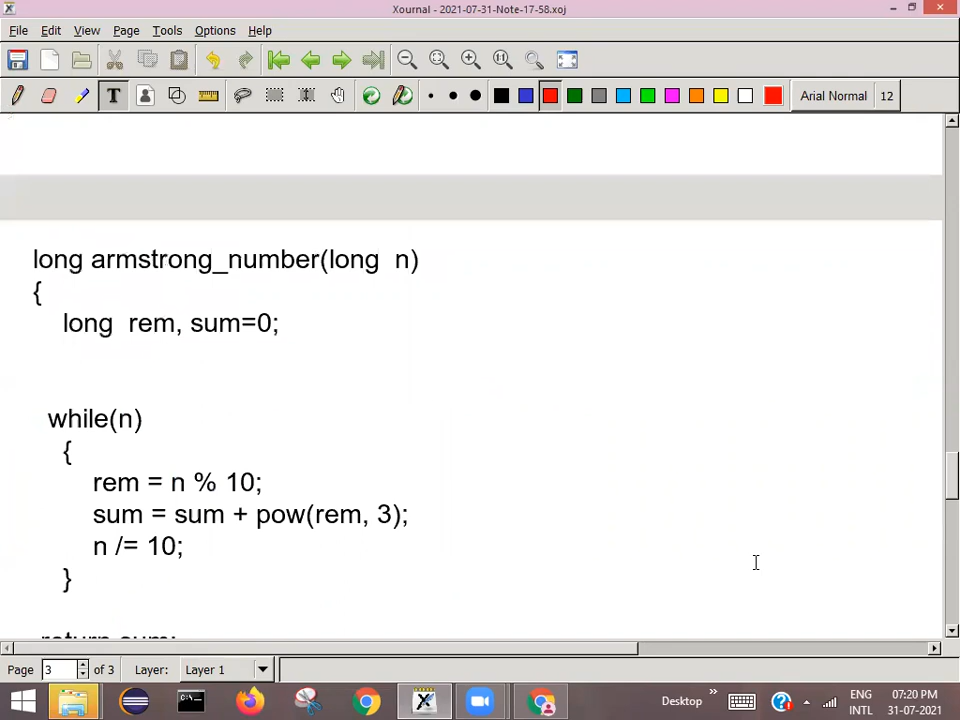 Xournal - 2021-07-31-Note-17-58.xoj
File Edit View Page Tools Options Help
T Arial Normal 12
long armstrong_number(long n)
{
long rem, sum=0;
while(n)
{
rem = n % 10;
sum = sum + pow(rem, 3);
n /= 10;
}
return sum;
Page 3 of 3 Layer: Layer 1
Desktop » ENG 07:20 PM
INTL 31-07-2021